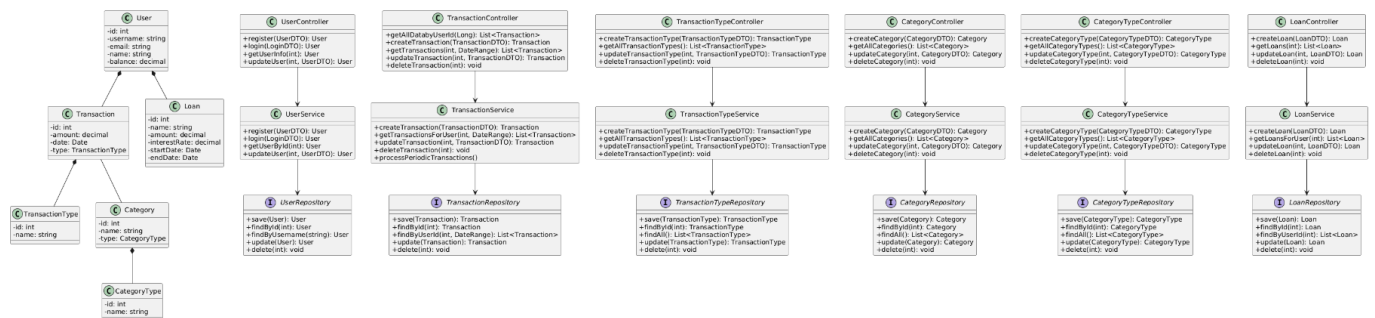 C User
-id: int
-username: string
-email: string
-name: string
-balance: decimal
C Transaction
-id: int
-amount: decimal
-date: Date
-type: TransactionType
C Loan
-id: int
-name: string
-amount: decimal
-interestRate: decimal
-startDate: Date
-endDate: Date
C TransactionType
-id: int
-name: string
C Category
-id: int
-name: string
-type: CategoryType
C CategoryType
-id: int
-name: string
C UserController
+register(UserDTO): User
+login(LoginDTO): User
+getUserInfo(int): User
+updateUser(int, UserDTO): User
C UserService
+register(UserDTO): User
+login(LoginDTO): User
+getUserById(int): User
+updateUser(int, UserDTO): User
I UserRepository
+save(User): User
+findById(int): User
+findByUsername(string): User
+update(User): User
+delete(int): void
C TransactionController
+getAllDatabyUserId(Long): List<Transaction>
+createTransaction(TransactionDTO): Transaction
+getTransactions(int, DateRange): List<Transaction>
+updateTransaction(int, TransactionDTO): Transaction
+deleteTransaction(int): void
C TransactionService
+createTransaction(TransactionDTO): Transaction
+getTransactionsForUser(int, DateRange): List<Transaction>
+updateTransaction(int, TransactionDTO): Transaction
+deleteTransaction(int): void
+processPeriodicTransactions()
I TransactionRepository
+save(Transaction): Transaction
+findById(int): Transaction
+findByUserId(int, DateRange): List<Transaction>
+update(Transaction): Transaction
+delete(int): void
C TransactionTypeController
+createTransactionType(TransactionTypeDTO): TransactionType
+getAllTransactionTypes(): List<TransactionType>
+updateTransactionType(int, TransactionTypeDTO): TransactionType
+deleteTransactionType(int): void
C TransactionTypeService
+createTransactionType(TransactionTypeDTO): TransactionType
+getAllTransactionTypes(): List<TransactionType>
+updateTransactionType(int, TransactionTypeDTO): TransactionType
+deleteTransactionType(int): void
I TransactionTypeRepository
+save(TransactionType): TransactionType
+findById(int): TransactionType
+findAll(): List<TransactionType>
+update(TransactionType): TransactionType
+delete(int): void
C CategoryController
+createCategory(CategoryDTO): Category
+getAllCategories(): List<Category>
+updateCategory(int, CategoryDTO): Category
+deleteCategory(int): void
C CategoryService
+createCategory(CategoryDTO): Category
+getAllCategories(): List<Category>
+updateCategory(int, CategoryDTO): Category
+deleteCategory(int): void
I CategoryRepository
+save(Category): Category
+findById(int): Category
+findAll(): List<Category>
+update(Category): Category
+delete(int): void
C CategoryTypeController
+createCategoryType(CategoryTypeDTO): CategoryType
+getAllCategoryTypes(): List<CategoryType>
+updateCategoryType(int, CategoryTypeDTO): CategoryType
+deleteCategoryType(int): void
C CategoryTypeService
+createCategoryType(CategoryTypeDTO): CategoryType
+getAllCategoryTypes(): List<CategoryType>
+updateCategoryType(int, CategoryTypeDTO): CategoryType
+deleteCategoryType(int): void
I CategoryTypeRepository
+save(CategoryType): CategoryType
+findById(int): CategoryType
+findAll(): List<CategoryType>
+update(CategoryType): CategoryType
+delete(int): void
C LoanController
+createLoan(LoanDTO): Loan
+getLoans(int): List<Loan>
+updateLoan(int, LoanDTO): Loan
+deleteLoan(int): void
C LoanService
+createLoan(LoanDTO): Loan
+getLoansForUser(int): List<Loan>
+updateLoan(int, LoanDTO): Loan
+deleteLoan(int): void
I LoanRepository
+save(Loan): Loan
+findById(int): Loan
+findByUserId(int): List<Loan>
+update(Loan): Loan
+delete(int): void